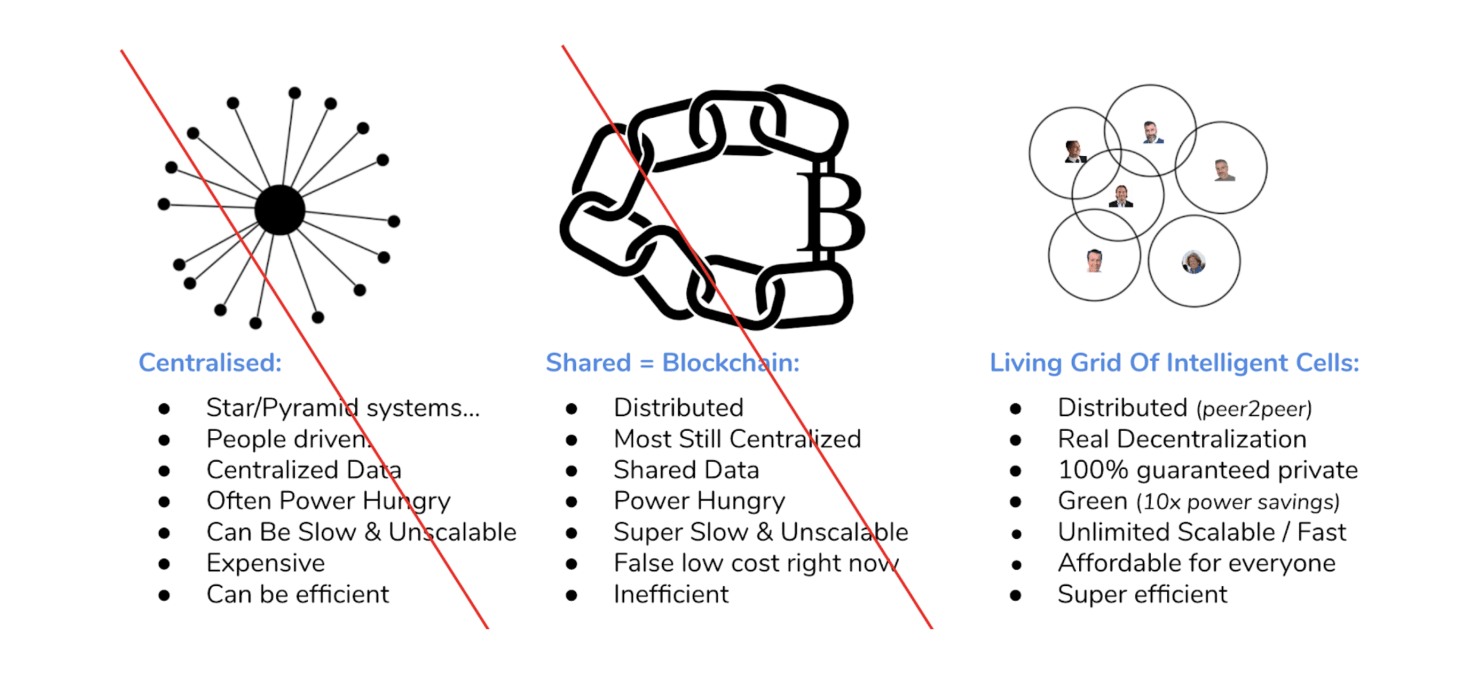 B
Centralised:
● Star/Pyramid systems...
● People driven.
● Centralized Data
● Often Power Hungry
● Can Be Slow & Unscalable
● Expensive
● Can be efficient
Shared = Blockchain:
● Distributed
● Most Still Centralized
● Shared Data
● Power Hungry
● Super Slow & Unscalable
● False low cost right now
● Inefficient
Living Grid Of Intelligent Cells:
● Distributed (peer2peer)
● Real Decentralization
● 100% guaranteed private
● Green (10x power savings)
● Unlimited Scalable / Fast
● Affordable for everyone
● Super efficient